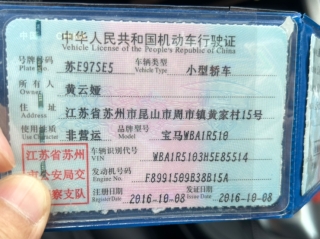 中华人民共和国机动车行驶证
Vehicle License of the People's Republic of China
号牌号码 Plate No. 苏E97SE5 车辆类型 Vehicle Type 小型轿车
所有人 Owner 黄云娅
住址 江苏省苏州市昆山市周市镇黄家村15号
使用性质 Use Character 非营运 品牌型号 Model 宝马WBAIR510
江苏省苏州
市公安局交
警察支队
车辆识别代号 VIN WBAIR5103HSE85514
发动机号码 Engine No. F8991509B38B15A
注册日期 Register Date 2016-10-08 发证日期 Issue Date 2016-10-08